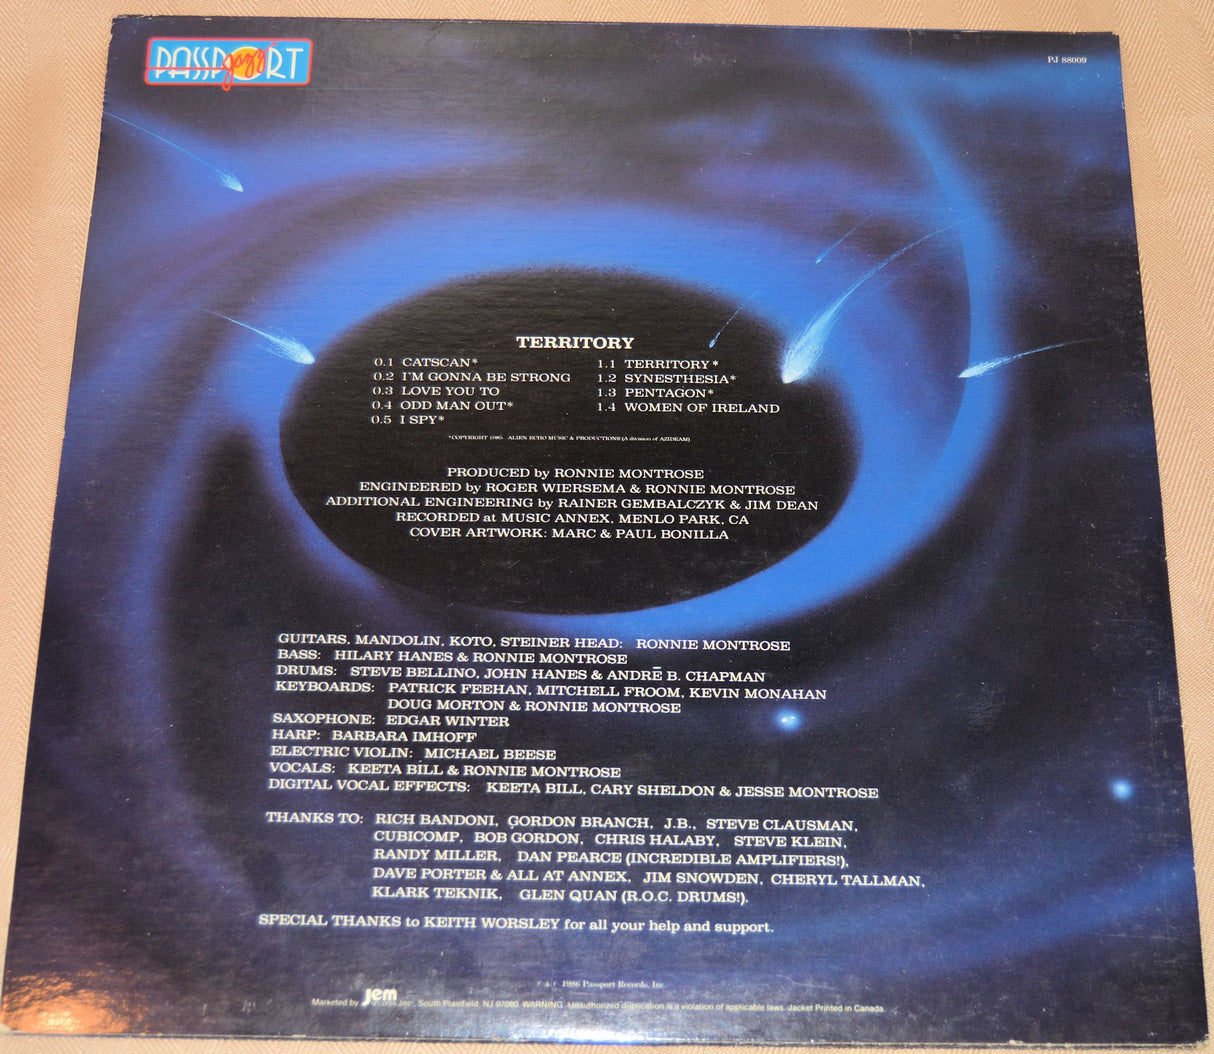 PASSPORT
jazz
PJ 88009
TERRITORY
0.1 CATSCAN*
0.2 I'M GONNA BE STRONG
0.3 LOVE YOU TO
0.4 ODD MAN OUT*
0.5 I SPY*
1.1 TERRITORY*
1.2 SYNESTHESIA*
1.3 PENTAGON*
1.4 WOMEN OF IRELAND
*COPYRIGHT 1985 ALIEN ECHO MUSIC & PRODUCTIONS (A division of AZIDEAM)
PRODUCED by RONNIE MONTROSE
ENGINEERED by ROGER WIERSEMA & RONNIE MONTROSE
ADDITIONAL ENGINEERING by RAINER GEMBALCZYK & JIM DEAN
RECORDED at MUSIC ANNEX, MENLO PARK, CA
COVER ARTWORK: MARC & PAUL BONILLA
GUITARS, MANDOLIN, KOTO, STEINER HEAD: RONNIE MONTROSE
BASS: HILARY HANES & RONNIE MONTROSE
DRUMS: STEVE BELLINO, JOHN HANES & ANDRĒ B. CHAPMAN
KEYBOARDS: PATRICK FEEHAN, MITCHELL FROOM, KEVIN MONAHAN
DOUG MORTON & RONNIE MONTROSE
SAXOPHONE: EDGAR WINTER
HARP: BARBARA IMHOFF
ELECTRIC VIOLIN: MICHAEL BEESE
VOCALS: KEETA BILL & RONNIE MONTROSE
DIGITAL VOCAL EFFECTS: KEETA BILL, CARY SHELDON & JESSE MONTROSE
THANKS TO: RICH BANDONI, GORDON BRANCH, J.B., STEVE CLAUSMAN,
CUBICOMP, BOB GORDON, CHRIS HALABY, STEVE KLEIN,
RANDY MILLER, DAN PEARCE (INCREDIBLE AMPLIFIERS!),
DAVE PORTER & ALL AT ANNEX, JIM SNOWDEN, CHERYL TALLMAN,
KLARK TEKNIK, GLEN QUAN (R.O.C. DRUMS!).
SPECIAL THANKS to KEITH WORSLEY for all your help and support.
1986 Passport Records, Inc.
Marketed by jem RECORDS, Inc., South Plainfield, NJ 07080. WARNING: Unauthorized duplication is a violation of applicable laws. Jacket Printed in Canada.